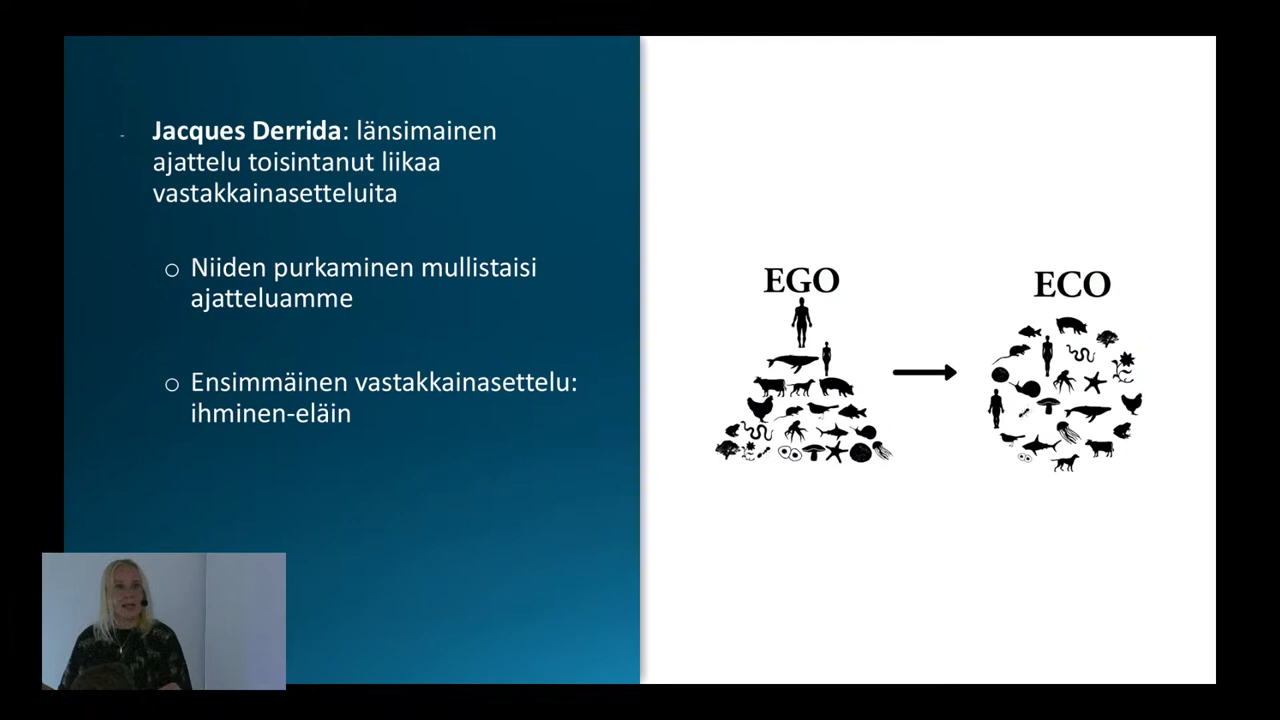 - Jacques Derrida: länsimainen
ajattelu toisintanut liikaa
vastakkainasetteluita
o Niiden purkaminen mullistaisi
ajatteluamme
o Ensimmäinen vastakkainasettelu:
ihminen-eläin
EGO
ECO